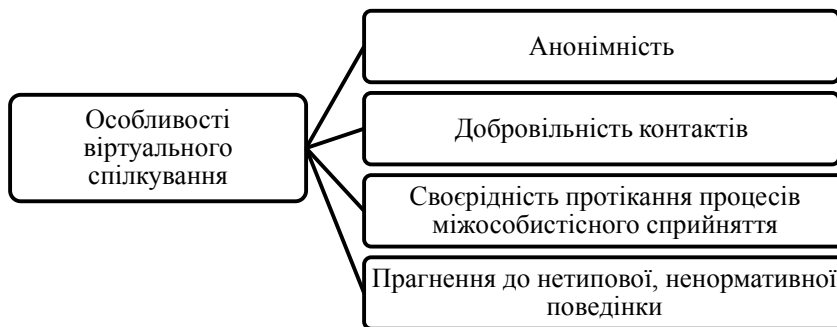 Особливості
віртуального
спілкування
Анонімність
Добровільність контактів
Своєрідність протікання процесів
міжособистісного сприйняття
Прагнення до нетипової, ненормативної
поведінки